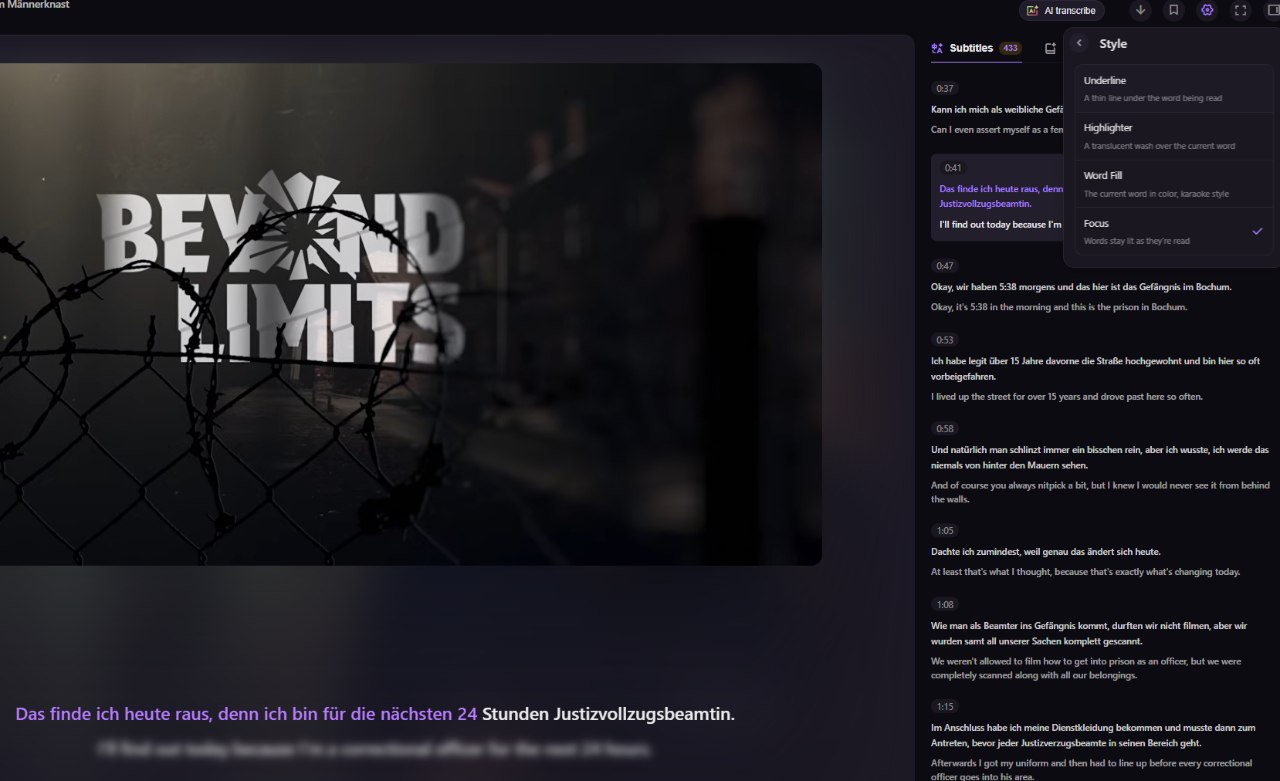 n Männerknast
AI transcribe
BEYOND
LIMITS
Das finde ich heute raus, denn ich bin für die nächsten 24 Stunden Justizvollzugsbeamtin.
I'll find out today because I'm a correctional officer for the next 24 hours.
Subtitles 433
0:37
Kann ich mich als weibliche Gefä
Can I even assert myself as a fem
0:41
Das finde ich heute raus, denn
Justizvollzugsbeamtin.
I'll find out today because I'm
0:47
Okay, wir haben 5:38 morgens und das hier ist das Gefängnis im Bochum.
Okay, it's 5:38 in the morning and this is the prison in Bochum.
0:53
Ich habe legit über 15 Jahre davorne die Straße hochgewohnt und bin hier so oft
vorbeigefahren.
I lived up the street for over 15 years and drove past here so often.
0:58
Und natürlich man schlinzt immer ein bisschen rein, aber ich wusste, ich werde das
niemals von hinter den Mauern sehen.
And of course you always nitpick a bit, but I knew I would never see it from behind
the walls.
1:05
Dachte ich zumindest, weil genau das ändert sich heute.
At least that's what I thought, because that's exactly what's changing today.
1:08
Wie man als Beamter ins Gefängnis kommt, durften wir nicht filmen, aber wir
wurden samt all unserer Sachen komplett gescannt.
We weren't allowed to film how to get into prison as an officer, but we were
completely scanned along with all our belongings.
1:15
Im Anschluss habe ich meine Dienstkleidung bekommen und musste dann zum
Antreten, bevor jeder Justizverzugsbeamte in seinen Bereich geht.
Afterwards I got my uniform and then had to line up before every correctional
officer goes into his area.
Style
Underline
A thin line under the word being read
Highlighter
A translucent wash over the current word
Word Fill
The current word in color, karaoke style
Focus
Words stay lit as they're read